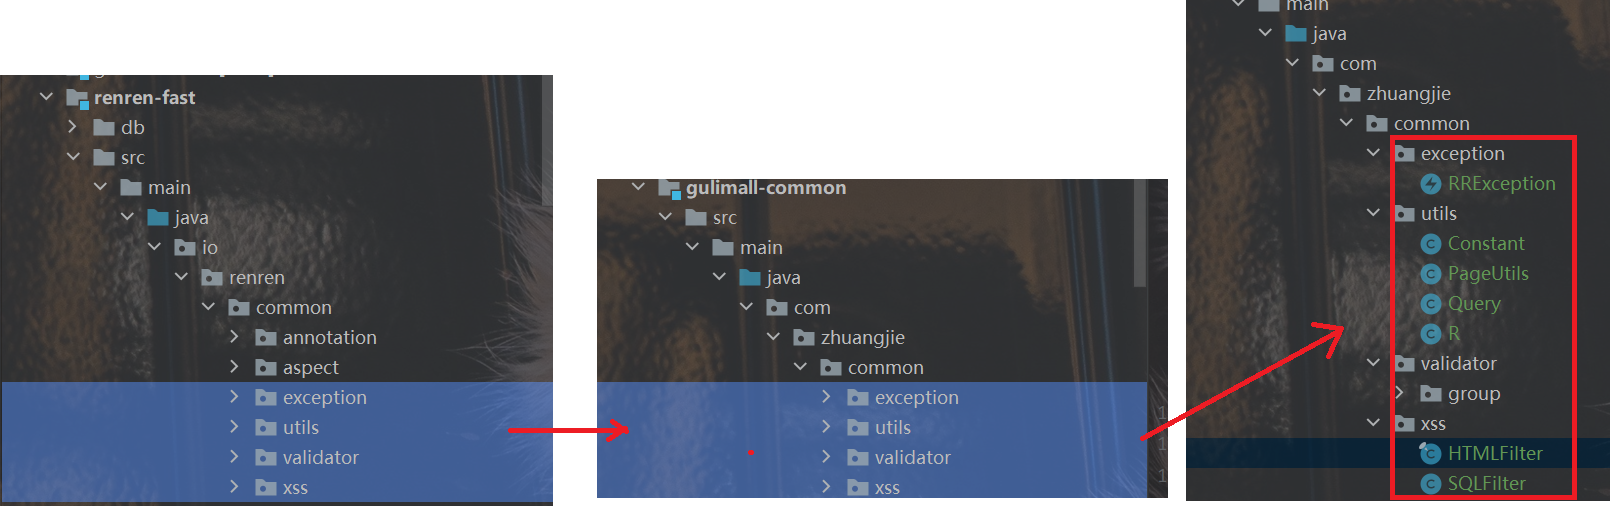 renren-fast
db
src
main
java
io
renren
common
annotation
aspect
exception
utils
validator
xss
gulimall-common
src
main
java
com
zhuangjie
common
exception
utils
validator
xss
main
java
com
zhuangjie
common
exception
RRException
utils
Constant
PageUtils
Query
R
validator
group
xss
HTMLFilter
SQLFilter